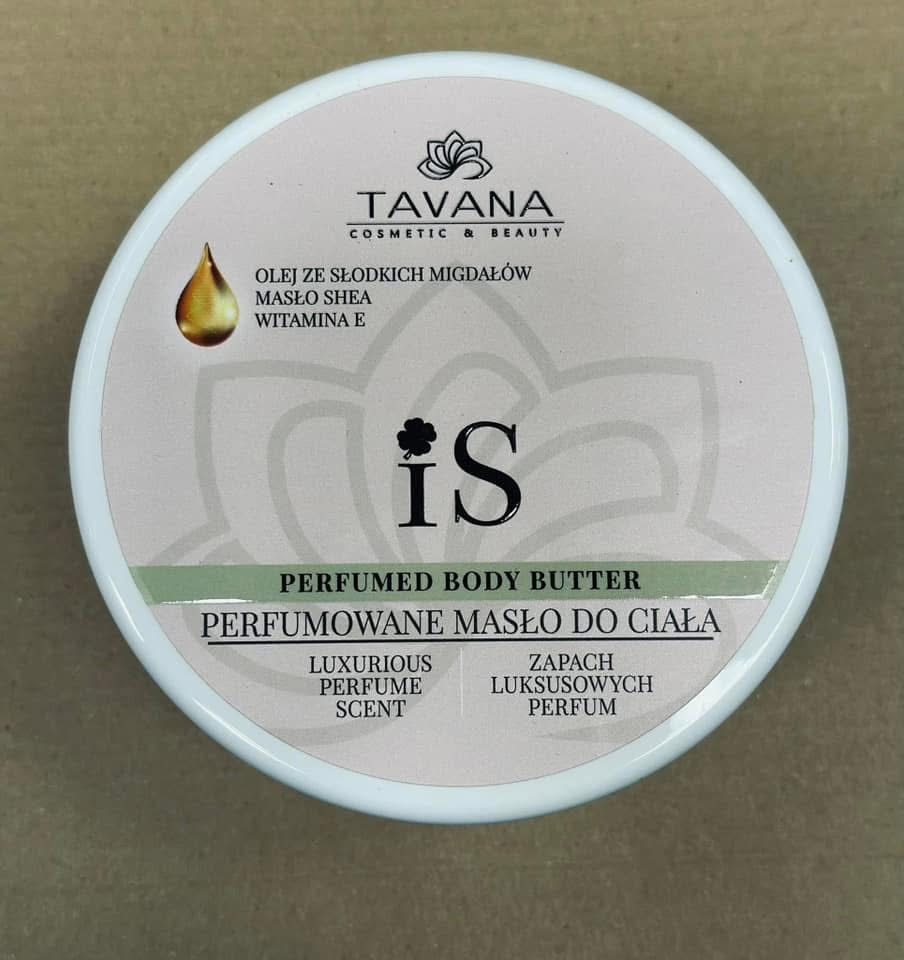 TAVANA
COSMETIC & BEAUTY
OLEJ ZE SŁODKICH MIGDAŁÓW
MASŁO SHEA
WITAMINA E
iS
PERFUMED BODY BUTTER
PERFUMOWANE MASŁO DO CIAŁA
LUXURIOUS
PERFUME
SCENT
ZAPACH
LUKSUSOWYCH
PERFUM